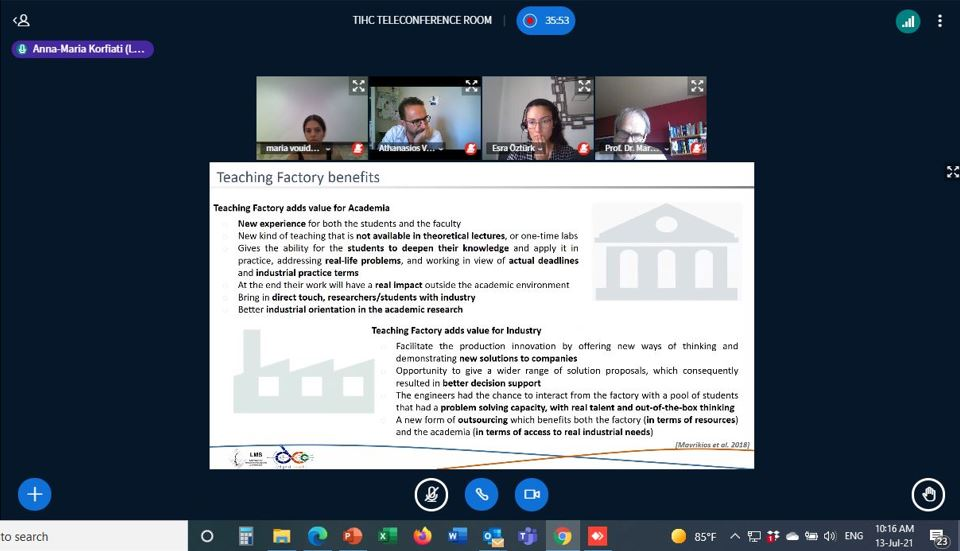 TIHC TELECONFERENCE ROOM
35:53
Anna-Maria Korfiati (L...
maria vouid...
Athanasios V...
Esra Öztürk
Prof. Dr. Mar...
Teaching Factory benefits
Teaching Factory adds value for Academia
New experience for both the students and the faculty
New kind of teaching that is not available in theoretical lectures, or one-time labs
Gives the ability for the students to deepen their knowledge and apply it in
practice, addressing real-life problems, and working in view of actual deadlines
and industrial practice terms
At the end their work will have a real impact outside the academic environment
Bring in direct touch, researchers/students with industry
Better industrial orientation in the academic research
Teaching Factory adds value for Industry
Facilitate the production innovation by offering new ways of thinking and
demonstrating new solutions to companies
Opportunity to give a wider range of solution proposals, which consequently
resulted in better decision support
The engineers had the chance to interact from the factory with a pool of students
that had a problem solving capacity, with real talent and out-of-the-box thinking
A new form of outsourcing which benefits both the factory (in terms of resources)
and the academia (in terms of access to real industrial needs)
[Mavrikios et al. 2018]
LMS
to search
85°F
ENG
10:16 AM
13-Jul-21
23